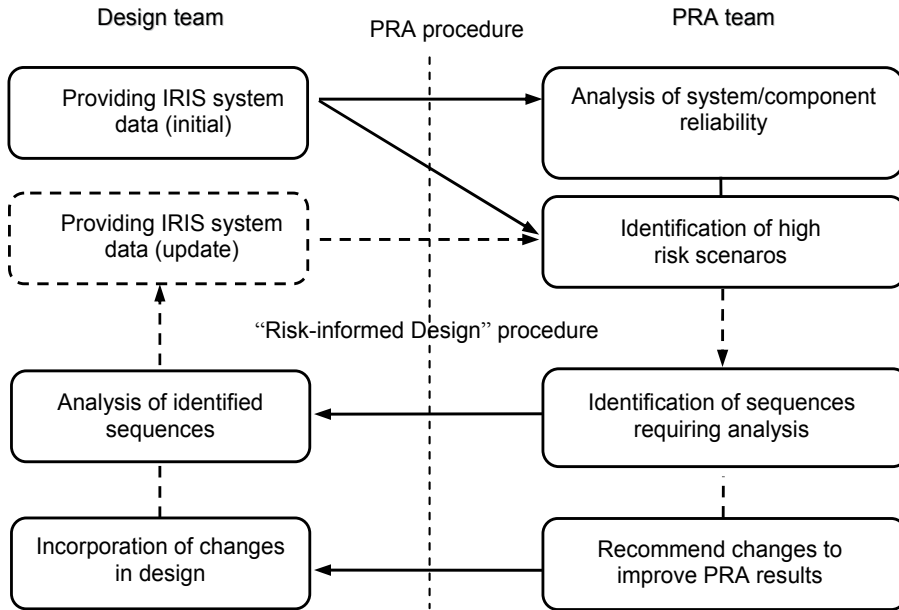 Design team
PRA procedure
PRA team
Providing IRIS system
data (initial)
Analysis of system/component
reliability
Providing IRIS system
data (update)
Identification of high
risk scenaros
“Risk-informed Design” procedure
Analysis of identified
sequences
Identification of sequences
requiring analysis
Incorporation of changes
in design
Recommend changes to
improve PRA results